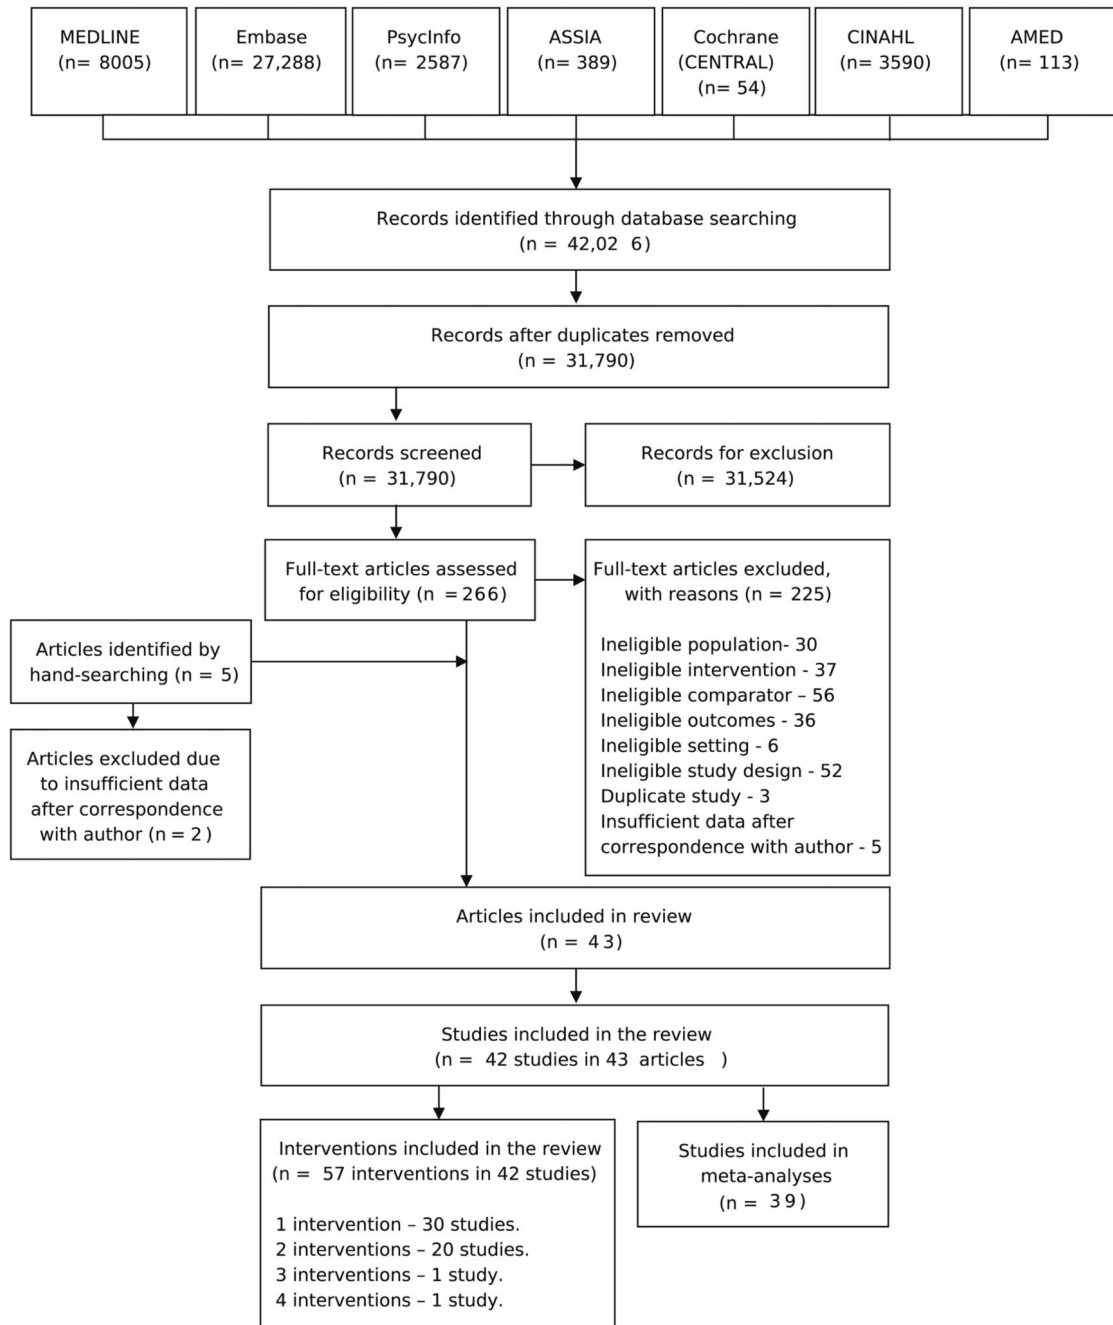 MEDLINE
(n= 8005)
Embase
(n= 27,288)
PsycInfo
(n= 2587)
ASSIA
(n= 389)
Cochrane
(CENTRAL)
(n= 54)
CINAHL
(n= 3590)
AMED
(n= 113)
Records identified through database searching
(n = 42,02 6)
Records after duplicates removed
(n = 31,790)
Records screened
(n = 31,790)
Records for exclusion
(n = 31,524)
Full-text articles assessed
for eligibility (n =266)
Full-text articles excluded,
with reasons (n = 225)
Ineligible population- 30
Ineligible intervention - 37
Ineligible comparator – 56
Ineligible outcomes - 36
Ineligible setting - 6
Ineligible study design - 52
Duplicate study - 3
Insufficient data after
correspondence with author - 5
Articles identified by
hand-searching (n = 5)
Articles excluded due
to insufficient data
after correspondence
with author (n = 2)
Articles included in review
(n = 43)
Studies included in the review
(n = 42 studies in 43 articles )
Interventions included in the review
(n = 57 interventions in 42 studies)
1 intervention – 30 studies.
2 interventions – 20 studies.
3 interventions – 1 study.
4 interventions – 1 study.
Studies included in
meta-analyses
(n = 39)